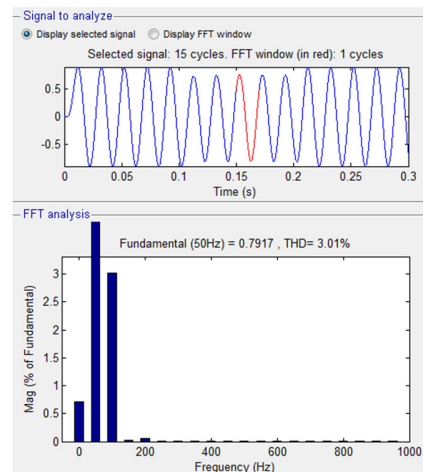 Signal to analyze
Display selected signal Display FFT window
Selected signal: 15 cycles. FFT window (in red): 1 cycles
0.5
0
-0.5
0 0.05 0.1 0.15 0.2 0.25 0.3
Time (s)
FFT analysis
Fundamental (50Hz) = 0.7917 , THD= 3.01%
Mag (% of Fundamental)
3
2.5
2
1.5
1
0.5
0
0 200 400 600 800 1000
Frequency (Hz)